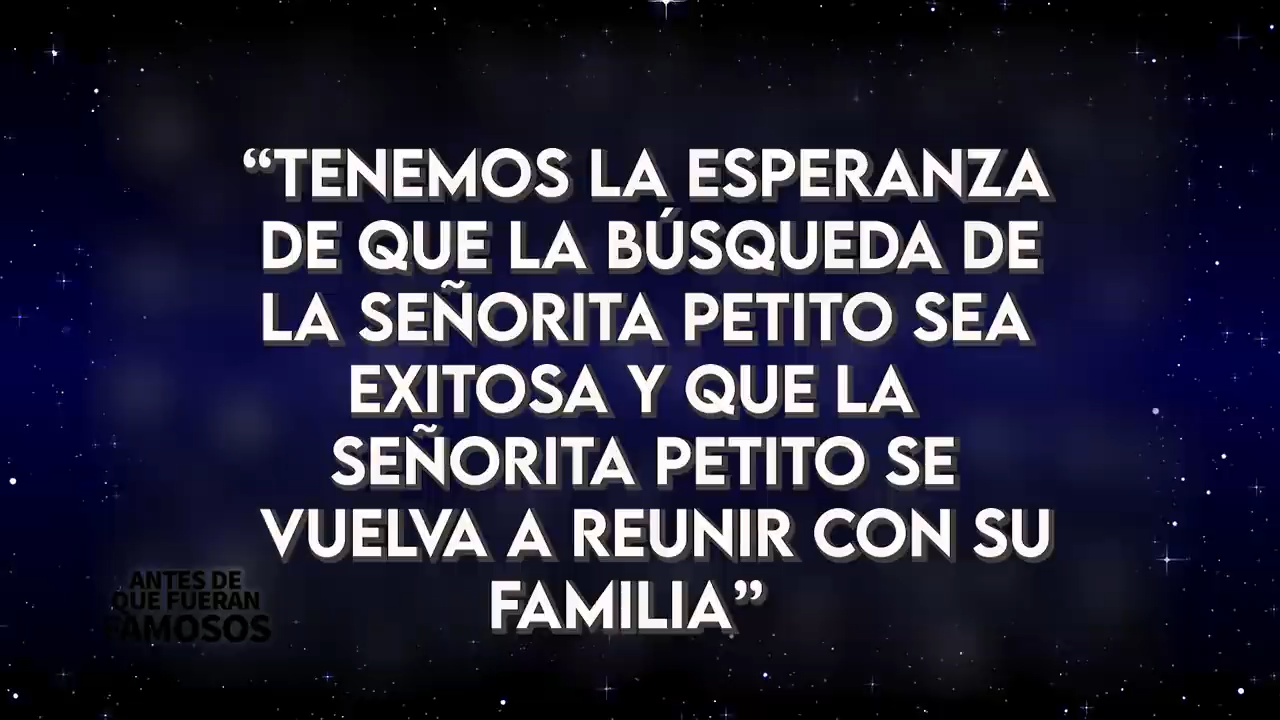 “TENEMOS LA ESPERANZA
DE QUE LA BÚSQUEDA DE
LA SEÑORITA PETITO SEA
EXITOSA Y QUE LA
SEÑORITA PETITO SE
VUELVA A REUNIR CON SU
FAMILIA”
ANTES DE
QUE FUERAN
FAMOSOS